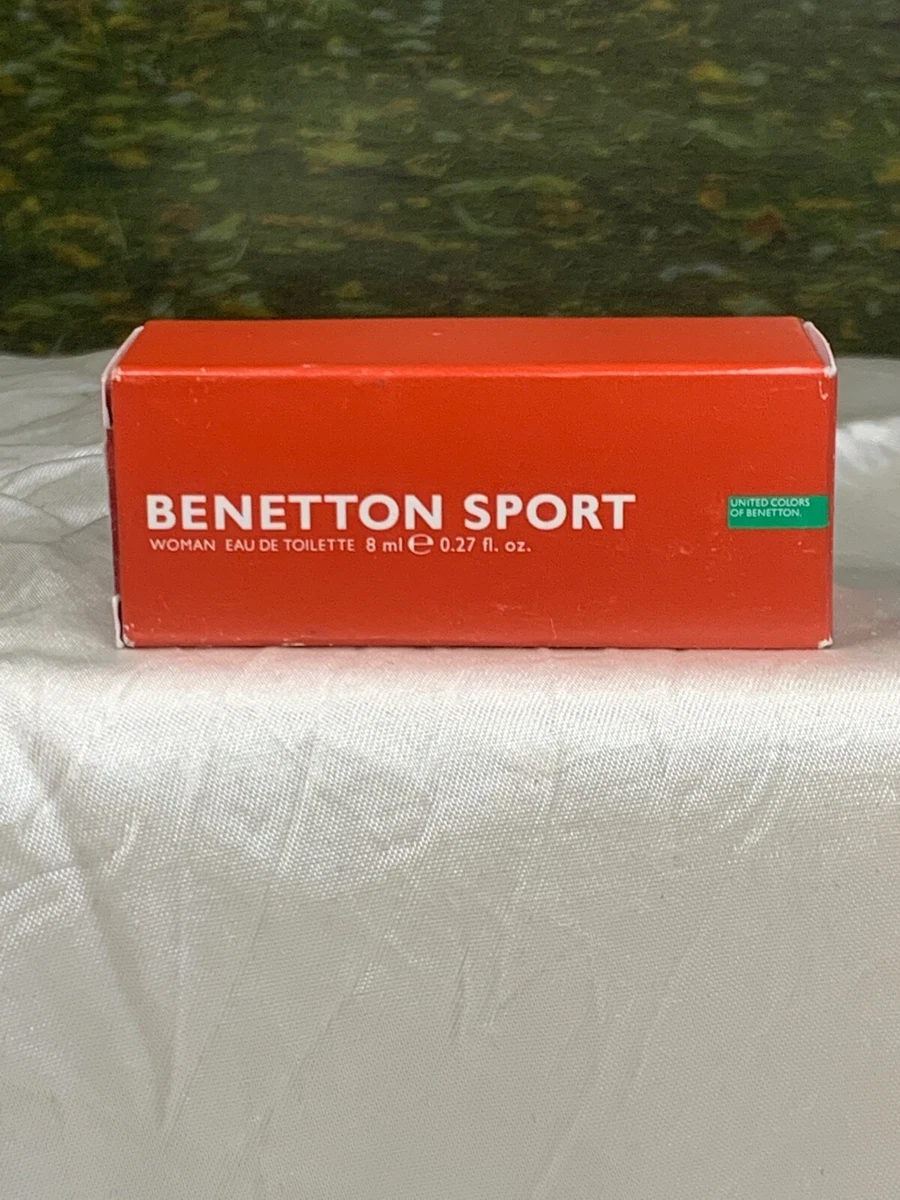 BENETTON SPORT
WOMAN EAU DE TOILETTE 8 ml ℮ 0.27 fl. oz.
UNITED COLORS
OF BENETTON.